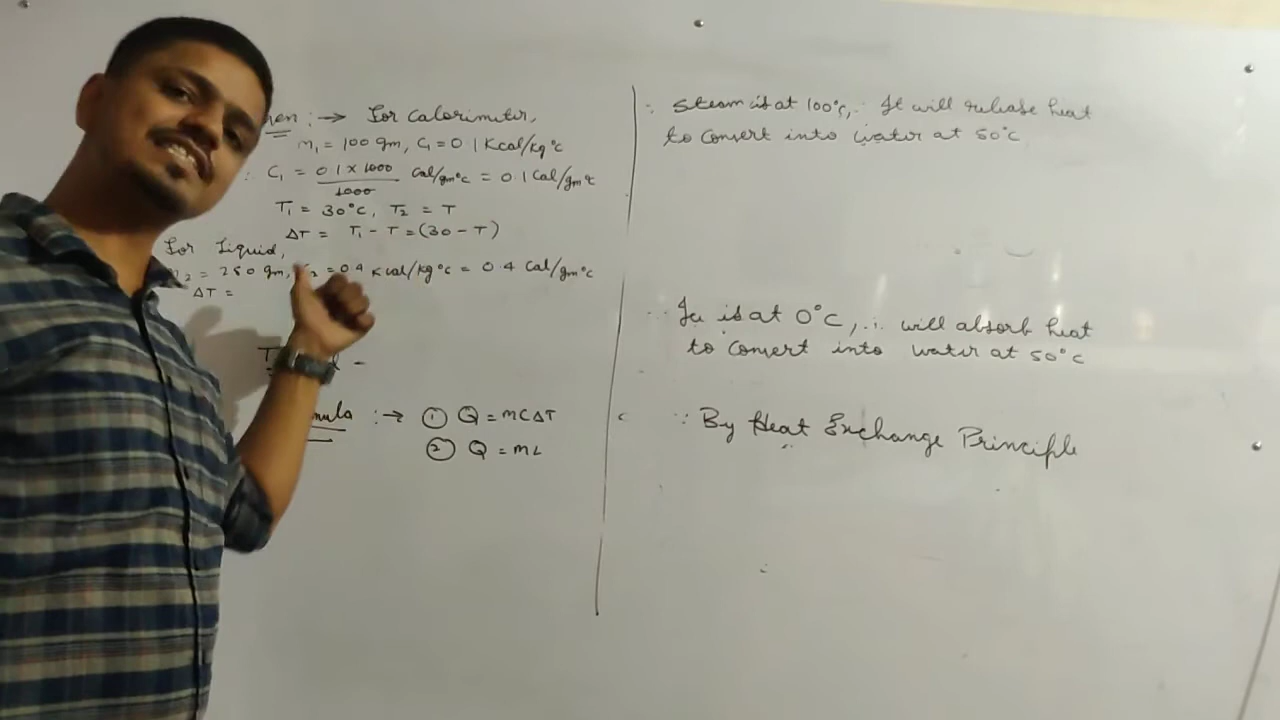 :→ For Calorimeter,
m₁ = 100 gm, C₁ = 0.1 Kcal/kg°C
∴ C₁ = 0.1 × 1000 / 1000 Cal/gm°C = 0.1 Cal/gm°C
T₁ = 30°C, T₂ = T
ΔT = T₁ - T = (30 - T)
For Liquid,
= 250 gm, = 0.4 Kcal/kg°C = 0.4 Cal/gm°C
ΔT =
:→ ① Q = mCΔT
② Q = mL
∵ Steam is at 100°C, ∴ It will release heat
to Convert into water at 50°C
is at 0°C, ∴ will absorb heat
to Convert into water at 50°C
∵ By Heat Exchange Principle